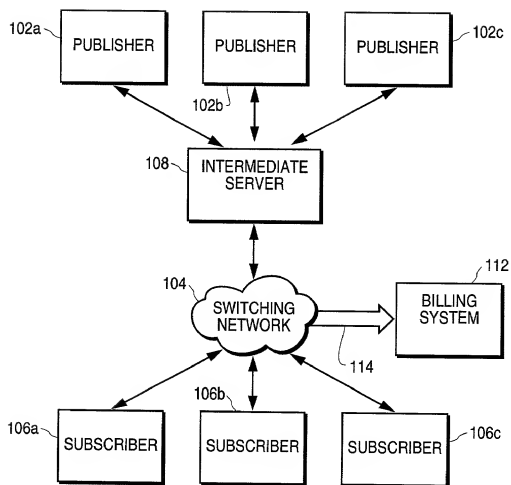 102a
PUBLISHER
PUBLISHER
102b
PUBLISHER
102c
108
INTERMEDIATE
SERVER
104
SWITCHING
NETWORK
114
112
BILLING
SYSTEM
106a
SUBSCRIBER
106b
SUBSCRIBER
SUBSCRIBER
106c